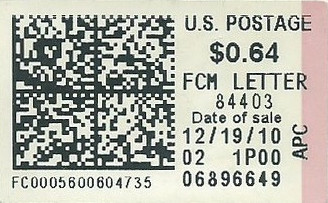 U.S. POSTAGE
$0.64
FCM LETTER
84403
Date of sale
12/19/10
02 1P00
06896649
APC
FC0005600604735